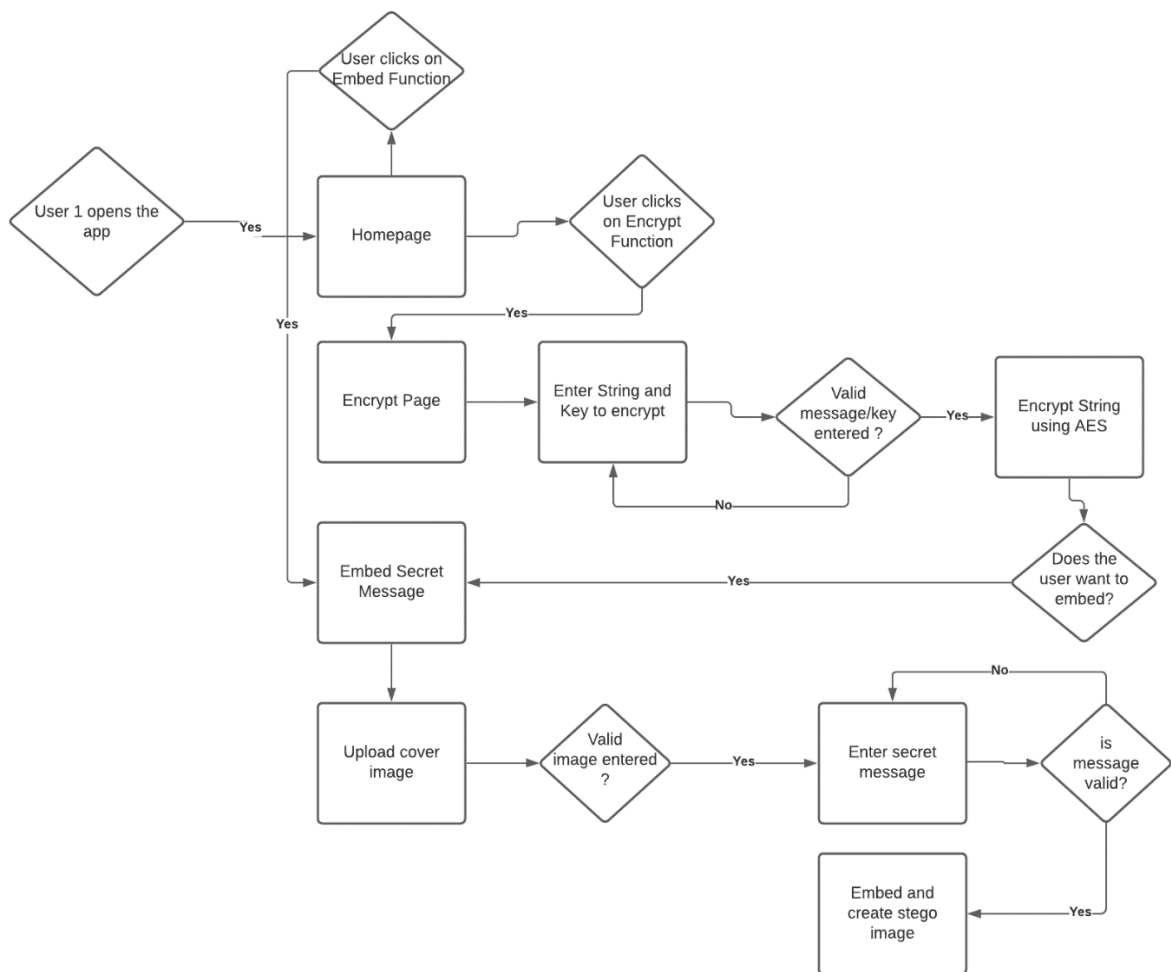 User clicks on
Embed Function
User 1 opens the
app
Yes
Homepage
User clicks
on Encrypt
Function
Yes
Yes
Encrypt Page
Enter String and
Key to encrypt
Valid
message/key
entered ?
Yes
Encrypt String
using AES
No
Embed Secret
Message
Yes
Does the
user want to
embed?
Upload cover
image
Valid
image entered
?
Yes
Enter secret
message
No
is
message
valid?
Embed and
create stego
image
Yes